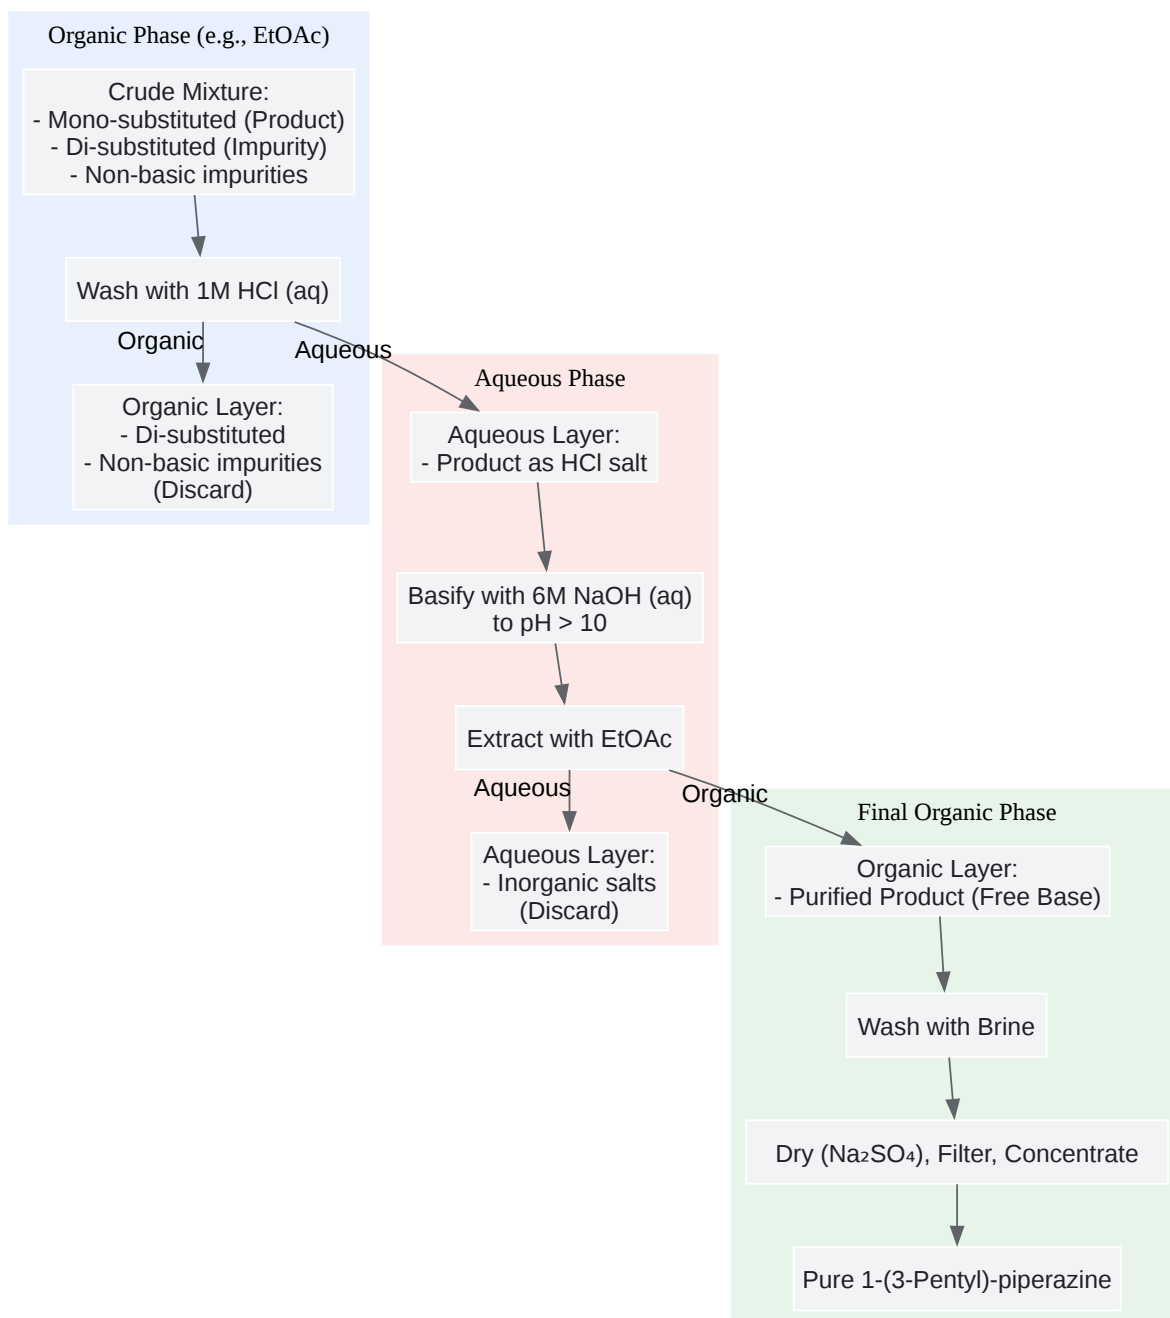 Organic Phase (e.g., EtOAc)
Crude Mixture:
- Mono-substituted (Product)
- Di-substituted (Impurity)
- Non-basic impurities
Wash with 1M HCl (aq)
Organic
Aqueous
Organic Layer:
- Di-substituted
- Non-basic impurities
(Discard)
Aqueous Phase
Aqueous Layer:
- Product as HCl salt
Basify with 6M NaOH (aq)
to pH > 10
Extract with EtOAc
Aqueous
Organic
Aqueous Layer:
- Inorganic salts
(Discard)
Final Organic Phase
Organic Layer:
- Purified Product (Free Base)
Wash with Brine
Dry (Na₂SO₄), Filter, Concentrate
Pure 1-(3-Pentyl)-piperazine